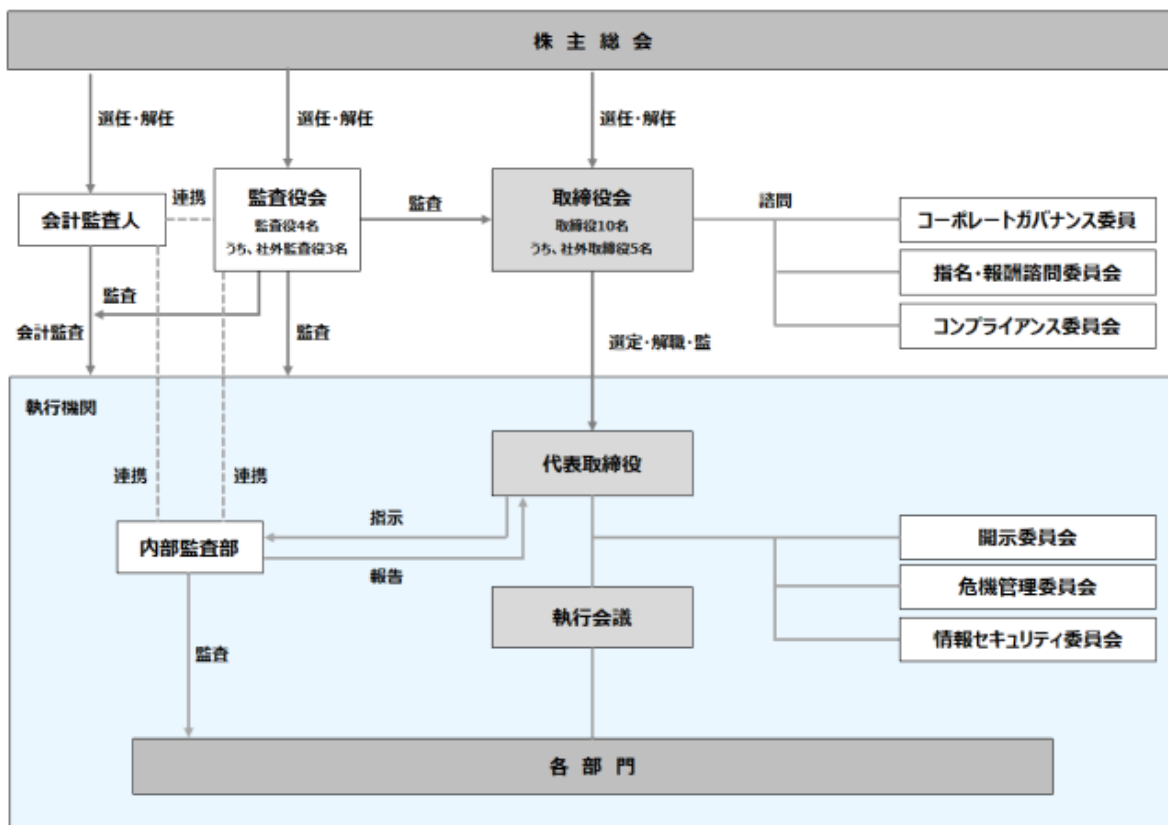 株主総会
選任・解任
選任・解任
選任・解任
会計監査人
連携
監査役会
監査役4名
うち、社外監査役3名
監査
取締役会
取締役10名
うち、社外取締役5名
諮問
コーポレートガバナンス委員
指名・報酬諮問委員会
コンプライアンス委員会
監査
会計監査
監査
選定・解職・監
執行機関
代表取締役
連携
連携
指示
内部監査部
報告
開示委員会
危機管理委員会
情報セキュリティ委員会
執行会議
監査
各部門